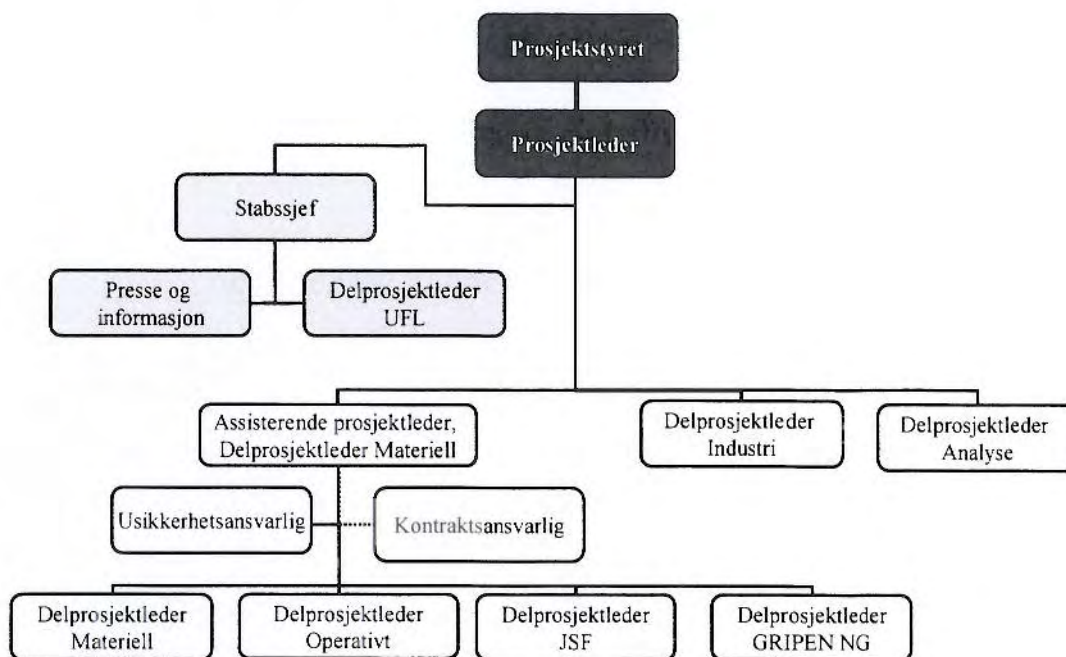 Prosjektstyret
Prosjektleder
Stabssjef
Presse og
informasjon
Delprosjektleder
UFL
Assisterende prosjektleder,
Delprosjektleder Materiell
Delprosjektleder
Industri
Delprosjektleder
Analyse
Usikkerhetsansvarlig
Kontraktsansvarlig
Delprosjektleder
Materiell
Delprosjektleder
Operativt
Delprosjektleder
JSF
Delprosjektleder
GRIPEN NG